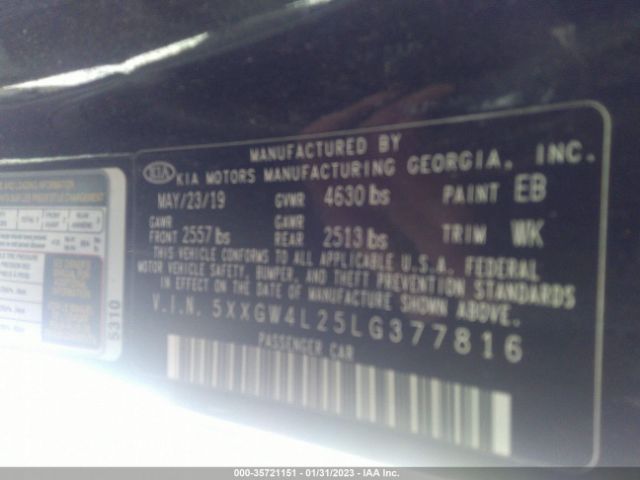 MANUFACTURED BY
KIA KIA MOTORS MANUFACTURING GEORGIA, INC.
MAY/23/19 GVWR 4630 lbs PAINT EB
GAWR GAWR
FRONT 2557 lbs REAR 2513 lbs TRIM WK
THIS VEHICLE CONFORMS TO ALL APPLICABLE U.S.A. FEDERAL
MOTOR VEHICLE SAFETY, BUMPER, AND THEFT PREVENTION STANDARDS
IN EFFECT ON THE DATE OF MANUFACTURE SHOWN ABOVE.
V.I.N. 5XXGW4L25LG377816
PASSENGER CAR
5310
000-35721151 - 01/31/2023 - IAA Inc.